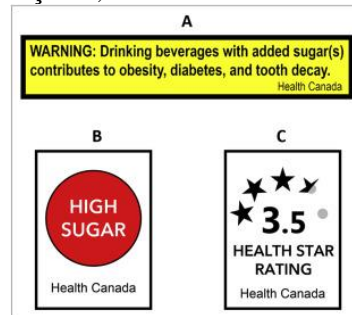 A
WARNING: Drinking beverages with added sugar(s)
contributes to obesity, diabetes, and tooth decay.
Health Canada
B
HIGH
SUGAR
Health Canada
C
3.5
HEALTH STAR
RATING
Health Canada